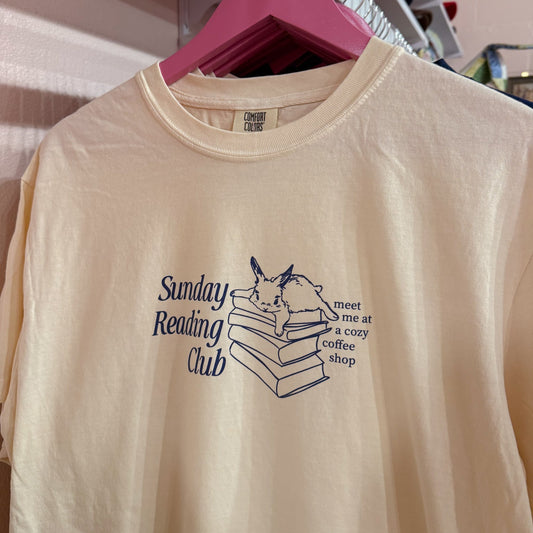 COMFORT
COLORS
Sunday
Reading
Club
meet
me at
a cozy
coffee
shop